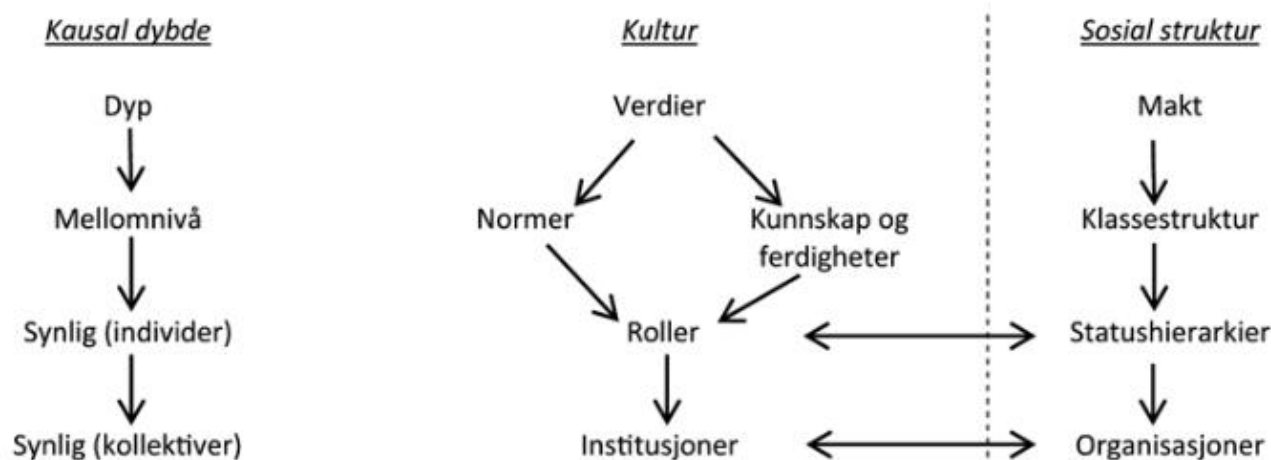 Kausal dybde
Kultur
Sosial struktur
Dyp
Verdier
Makt
Mellomnivå
Normer
Kunnskap og
ferdigheter
Klassestruktur
Synlig (individer)
Roller
Statushierarkier
Synlig (kollektiver)
Institusjoner
Organisasjoner